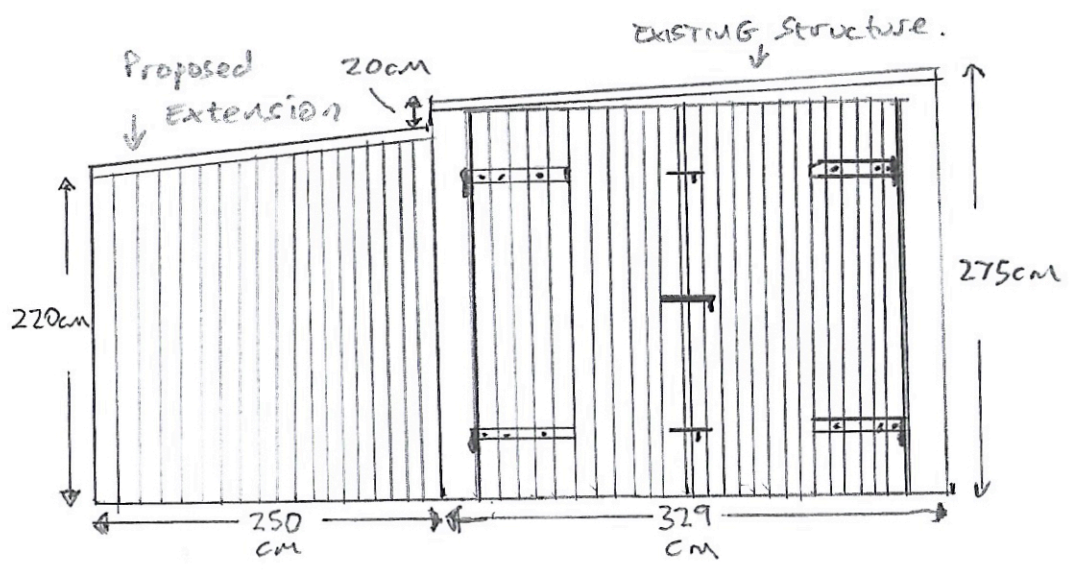 EXISTING Structure.
Proposed
Extension
20cm
220cm
275cm
250
cm
329
cm